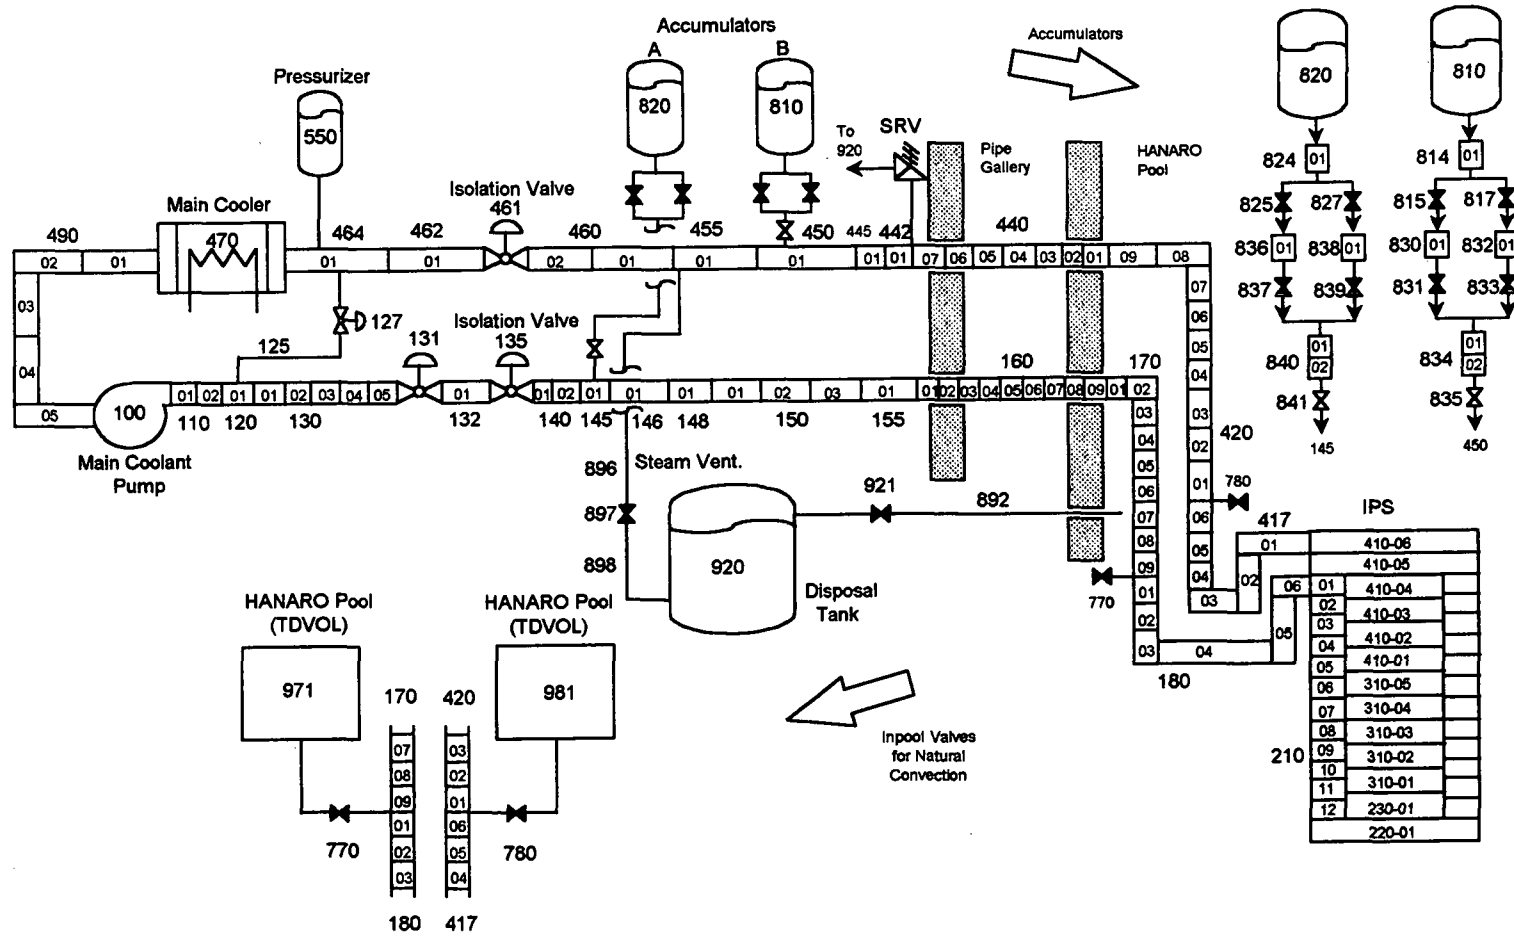 Accumulators
A B
820 810
Accumulators
820 810
Pressurizer
550
To
920
SRV
Pipe
Gallery
HANARO
Pool
824 01 814 01
825 827 815 817
836 01 838 01 830 01 832 01
837 839 831 833
840 01 02 834 01 02
841 835
145 450
Main Cooler
470
Isolation Valve
461
490 464 462 460 455 450 445 442 440
02 01 01 01 02 01 01 01 01 01 07 06 05 04 03 02 01 09 08
03
04
05
07
06
05
04
03
02
01
06
05
04
03
02
01
420
780
417
127
125
131
Isolation Valve
135
160 170
100
Main Coolant
Pump
01 02 01 01 02 03 04 05 01 01 02 01 01 01 02 03 01 01 02 03 04 05 06 07 08 09 01 02
110 120 130 132 140 145 146 148 150 155
03
04
05
06
07
08
09
01
02
03
04
05
06
770
180
896
Steam Vent.
897
898
920
Disposal
Tank
921
892
IPS
410-06
410-05
01 410-04
02 410-03
03
04 410-02
05 410-01
06 310-05
07 310-04
08 310-03
09 310-02
10
11 310-01
12 230-01
220-01
210
HANARO Pool
(TDVOL)
HANARO Pool
(TDVOL)
971
981
170 420
07 03
08 02
09 01
01 06
02 05
03 04
770 780
180 417
Inpool Valves
for Natural
Convection